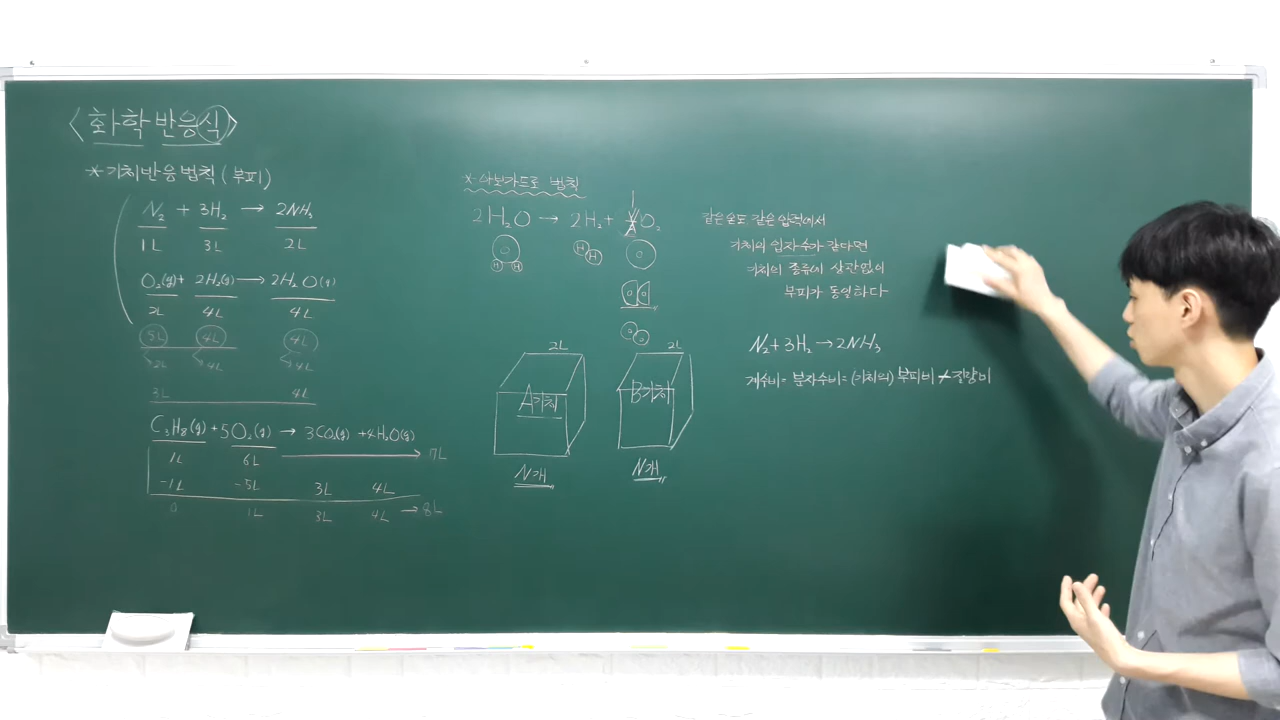 <화학 반응식>
*기체반응법칙 (부피)
N₂ + 3H₂ → 2NH₃
1L 3L 2L
O₂(g) + 2H₂(g) → 2H₂O(g)
2L 4L 4L
5L 4L 4L
-2L -4L 4L
3L 4L
C₃H₈(g) + 5O₂(g) → 3CO₂(g) + 4H₂O(g)
1L 6L 7L
-1L -5L 3L 4L
0 1L 3L 4L → 8L
*아보가드로 법칙
2H₂O → 2H₂ + O₂
H H
H H
2L 2L
A기체 B기체
N개 N개
같은온도 같은압력에서
기체의 입자수가 같다면
기체의 종류에 상관없이
부피가 동일하다
N₂ + 3H₂ → 2NH₃
계수비 = 분자수비 = (기체의) 부피비 ≠ 질량비